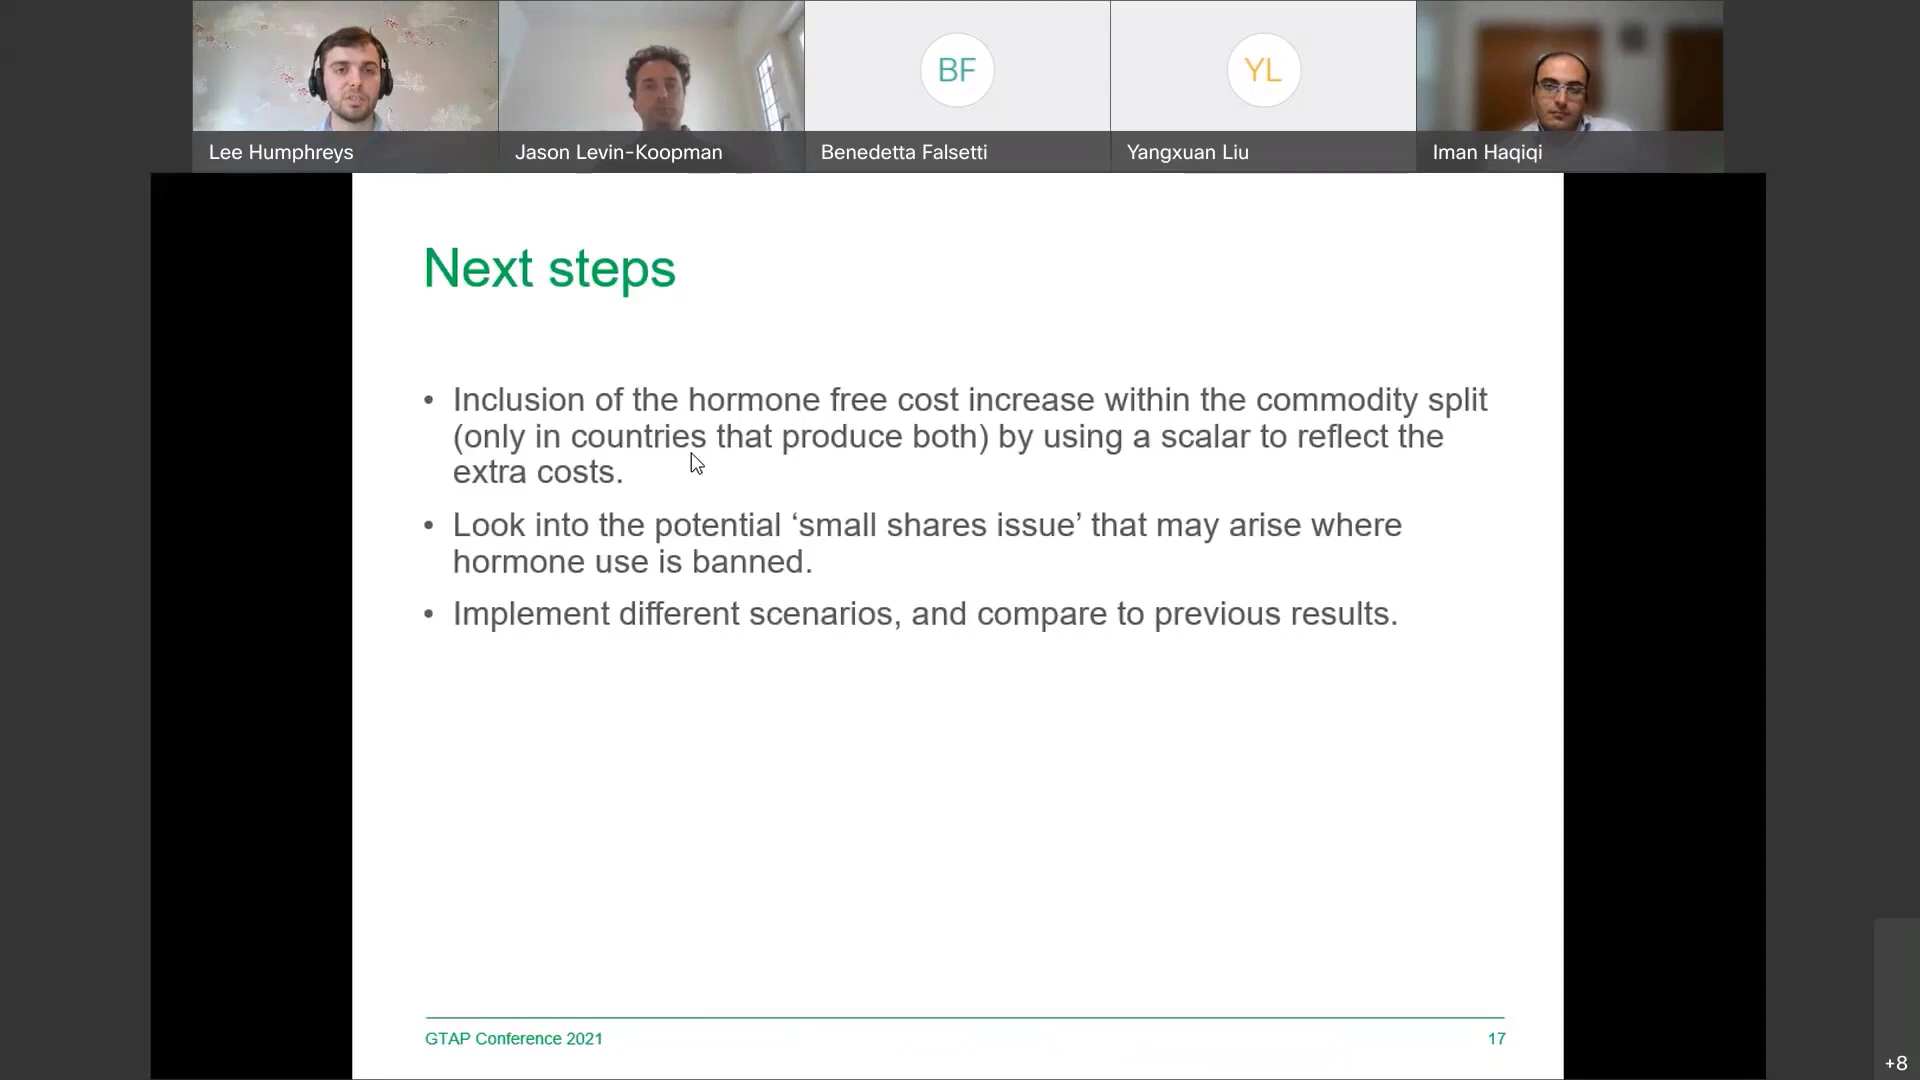 BF
YL
Lee Humphreys
Jason Levin-Koopman
Benedetta Falsetti
Yangxuan Liu
Iman Haqiqi
Next steps
• Inclusion of the hormone free cost increase within the commodity split
(only in countries that produce both) by using a scalar to reflect the
extra costs.
• Look into the potential ‘small shares issue’ that may arise where
hormone use is banned.
• Implement different scenarios, and compare to previous results.
GTAP Conference 2021
17
+8